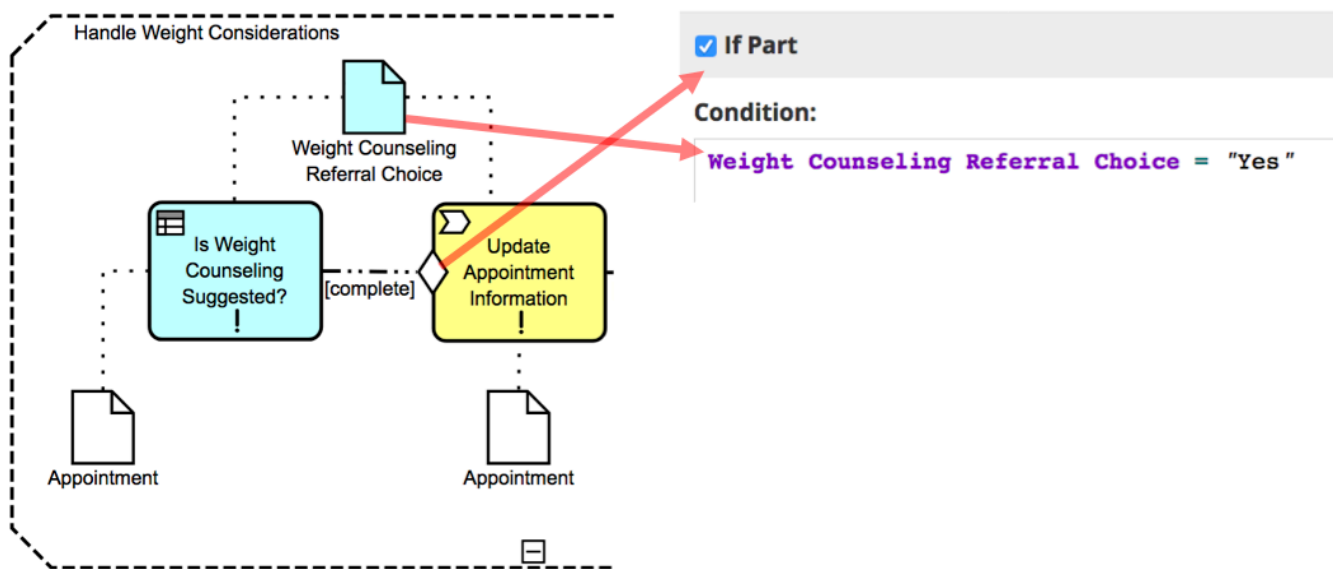 Handle Weight Considerations
Weight Counseling
Referral Choice
Is Weight
Counseling
Suggested?
!
[complete]
Update
Appointment
Information
!
Appointment
Appointment
If Part
Condition:
Weight Counseling Referral Choice = "Yes"